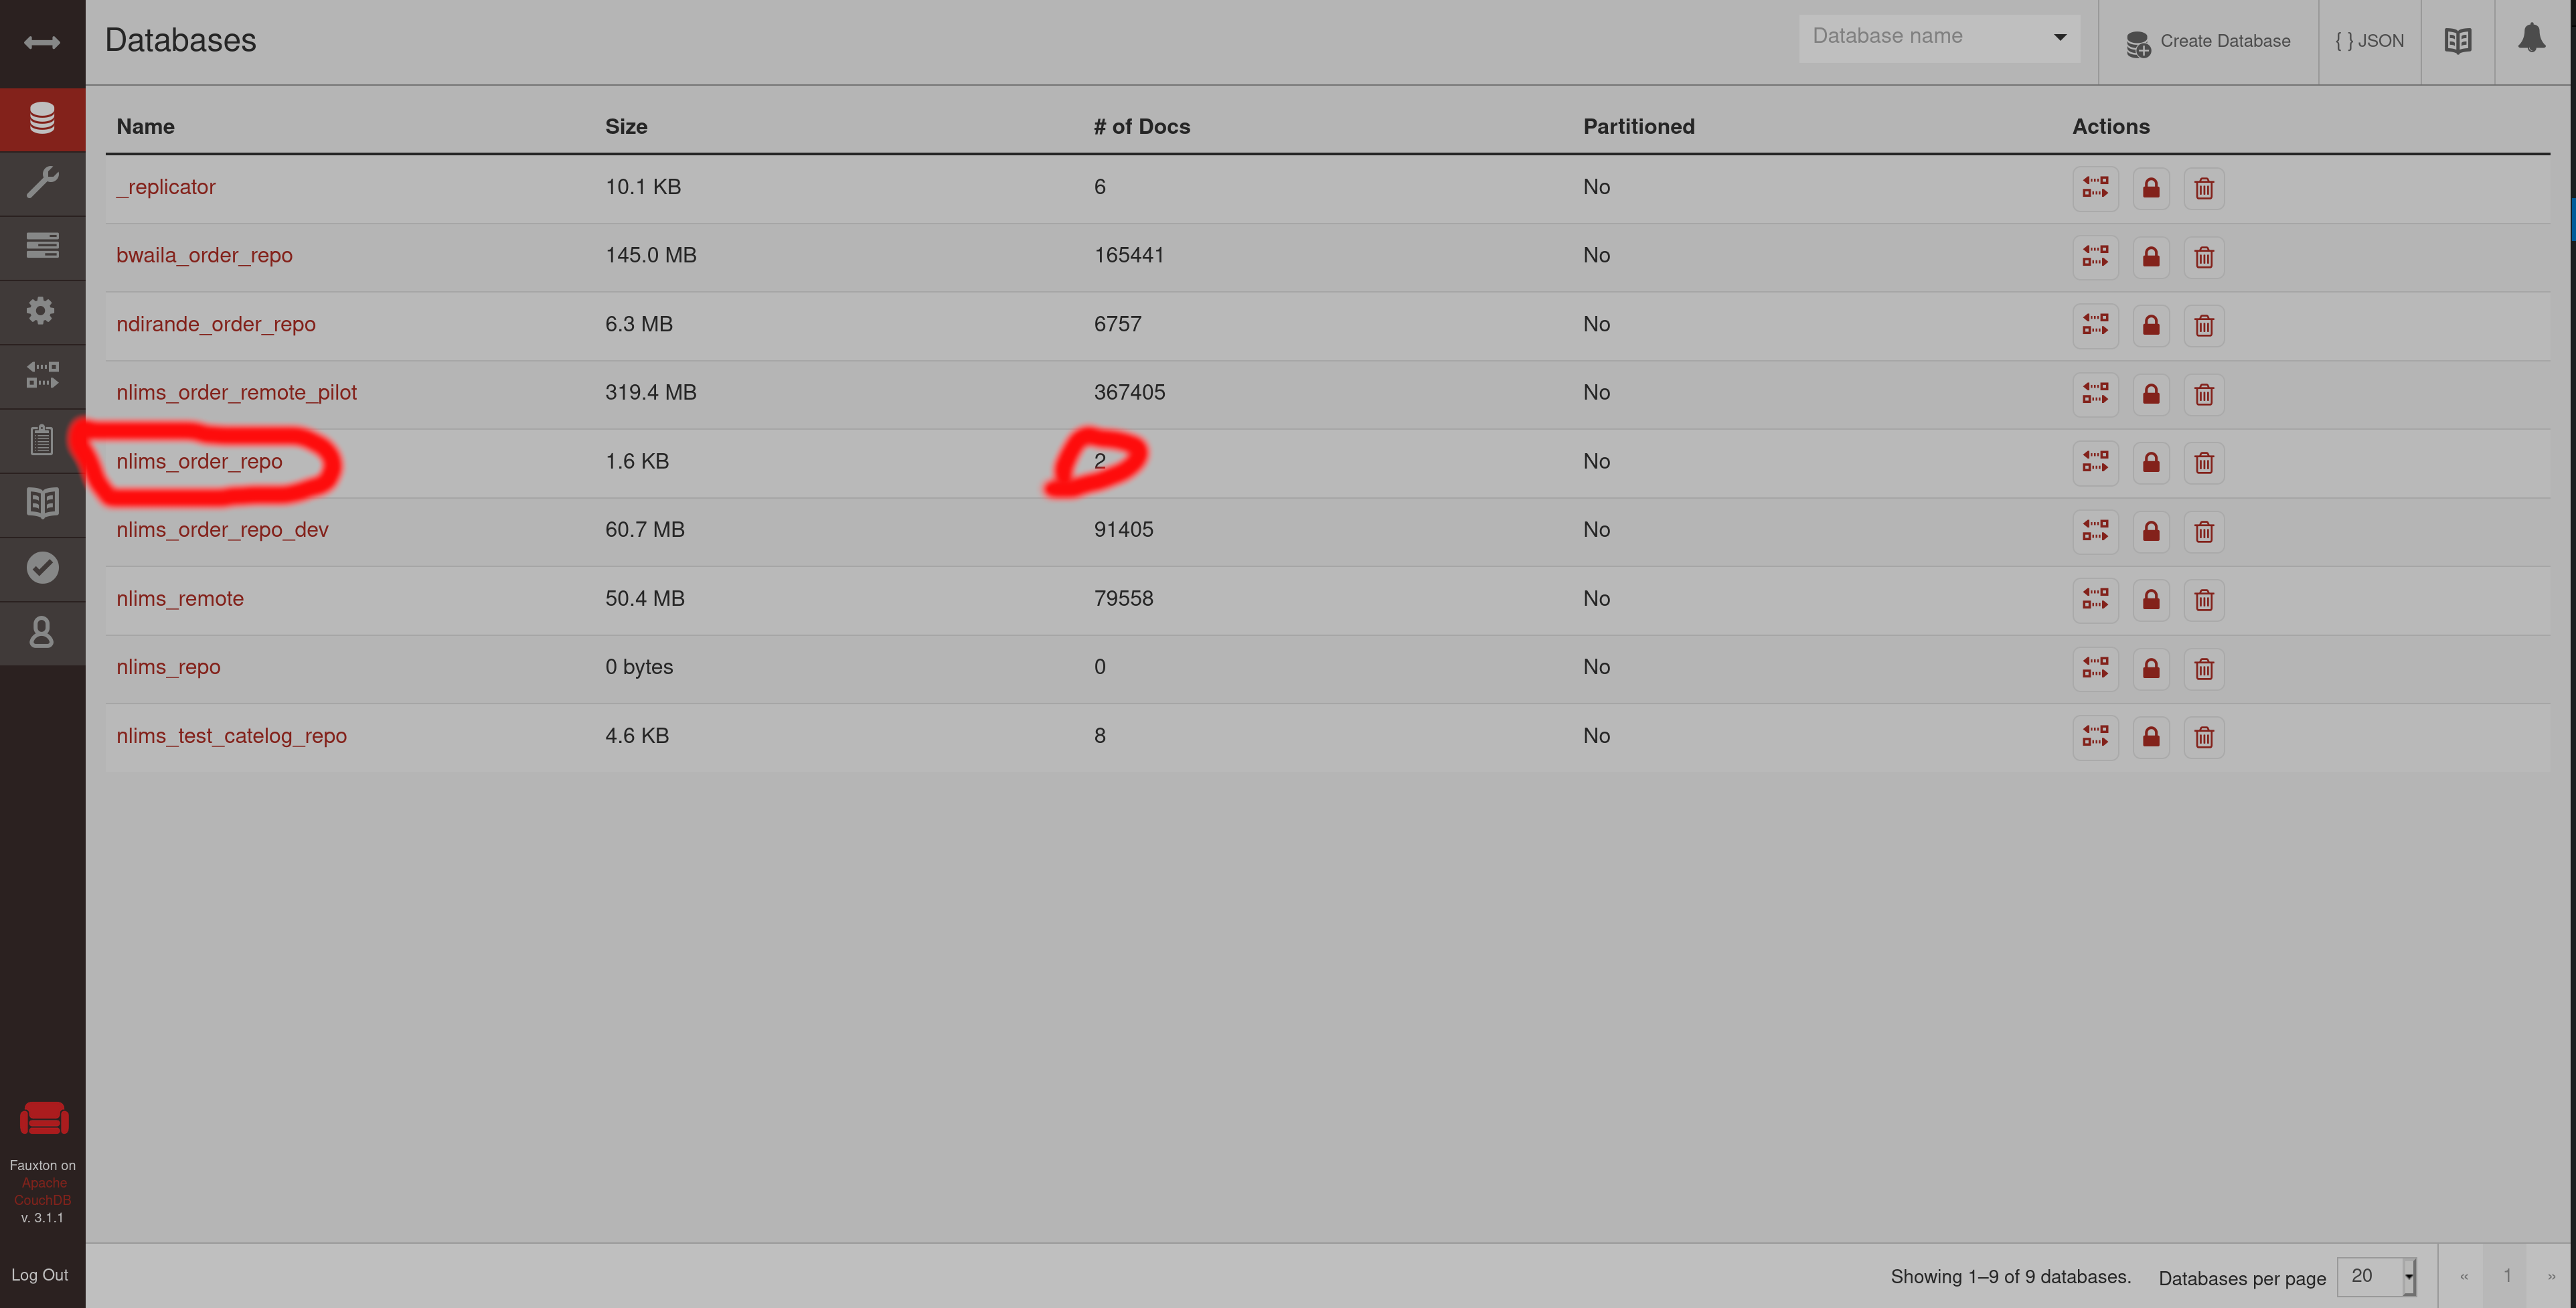 Databases
Database name
Create Database
{ } JSON
Name Size # of Docs Partitioned Actions
_replicator 10.1 KB 6 No
bwaila_order_repo 145.0 MB 165441 No
ndirande_order_repo 6.3 MB 6757 No
nlims_order_remote_pilot 319.4 MB 367405 No
nlims_order_repo 1.6 KB 2 No
nlims_order_repo_dev 60.7 MB 91405 No
nlims_remote 50.4 MB 79558 No
nlims_repo 0 bytes 0 No
nlims_test_catelog_repo 4.6 KB 8 No
Fauxton on
Apache
CouchDB
v. 3.1.1
Log Out
Showing 1–9 of 9 databases. Databases per page 20 « 1 »